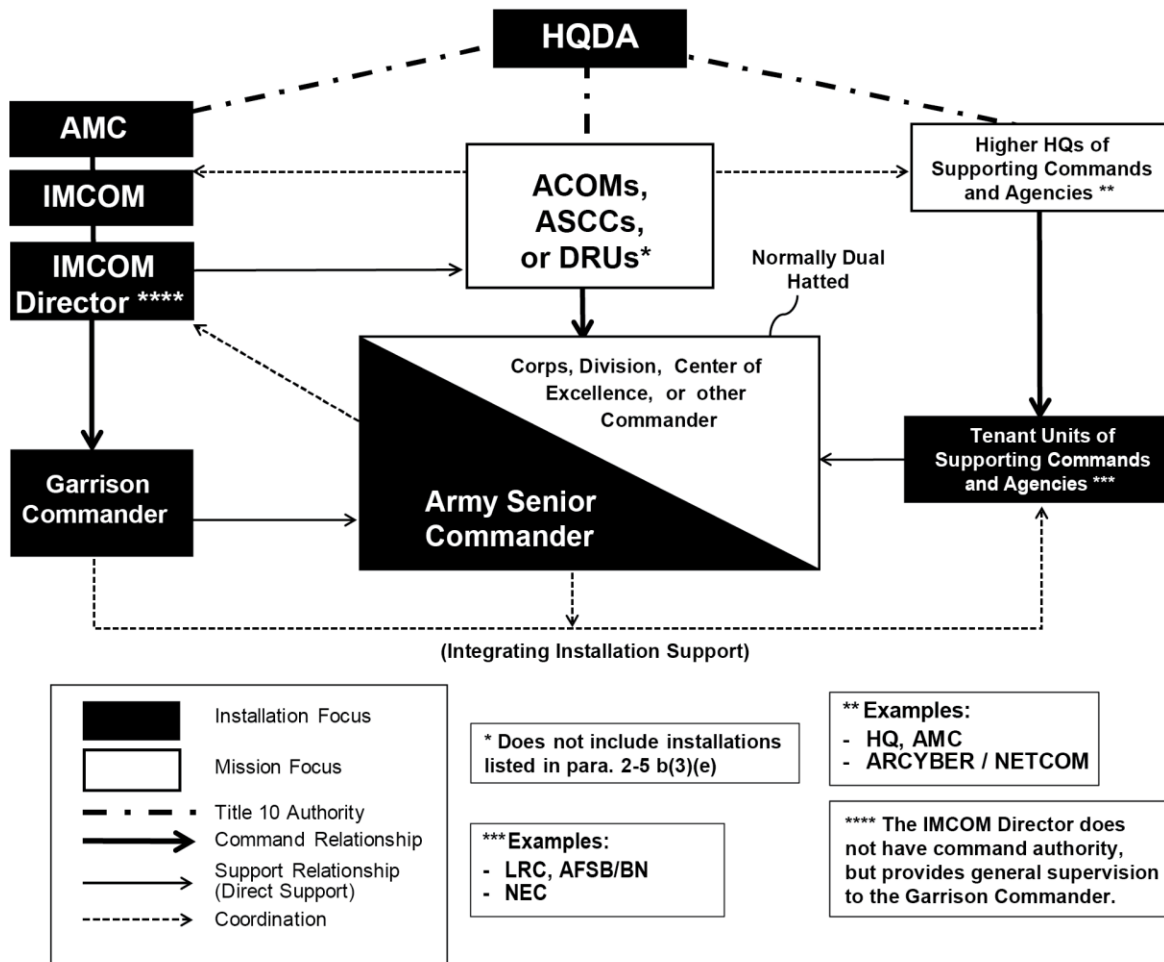 HQDA
AMC
IMCOM
IMCOM
Director ****
ACOMs,
ASCCs,
or DRUs*
Higher HQs of
Supporting Commands
and Agencies **
Normally Dual
Hatted
Corps, Division, Center of
Excellence, or other
Commander
Army Senior
Commander
Garrison
Commander
Tenant Units of
Supporting Commands
and Agencies ***
(Integrating Installation Support)
Installation Focus
Mission Focus
Title 10 Authority
Command Relationship
Support Relationship
(Direct Support)
Coordination
* Does not include installations
listed in para. 2-5 b(3)(e)
*** Examples:
- LRC, AFSB/BN
- NEC
** Examples:
- HQ, AMC
- ARCYBER / NETCOM
**** The IMCOM Director does
not have command authority,
but provides general supervision
to the Garrison Commander.